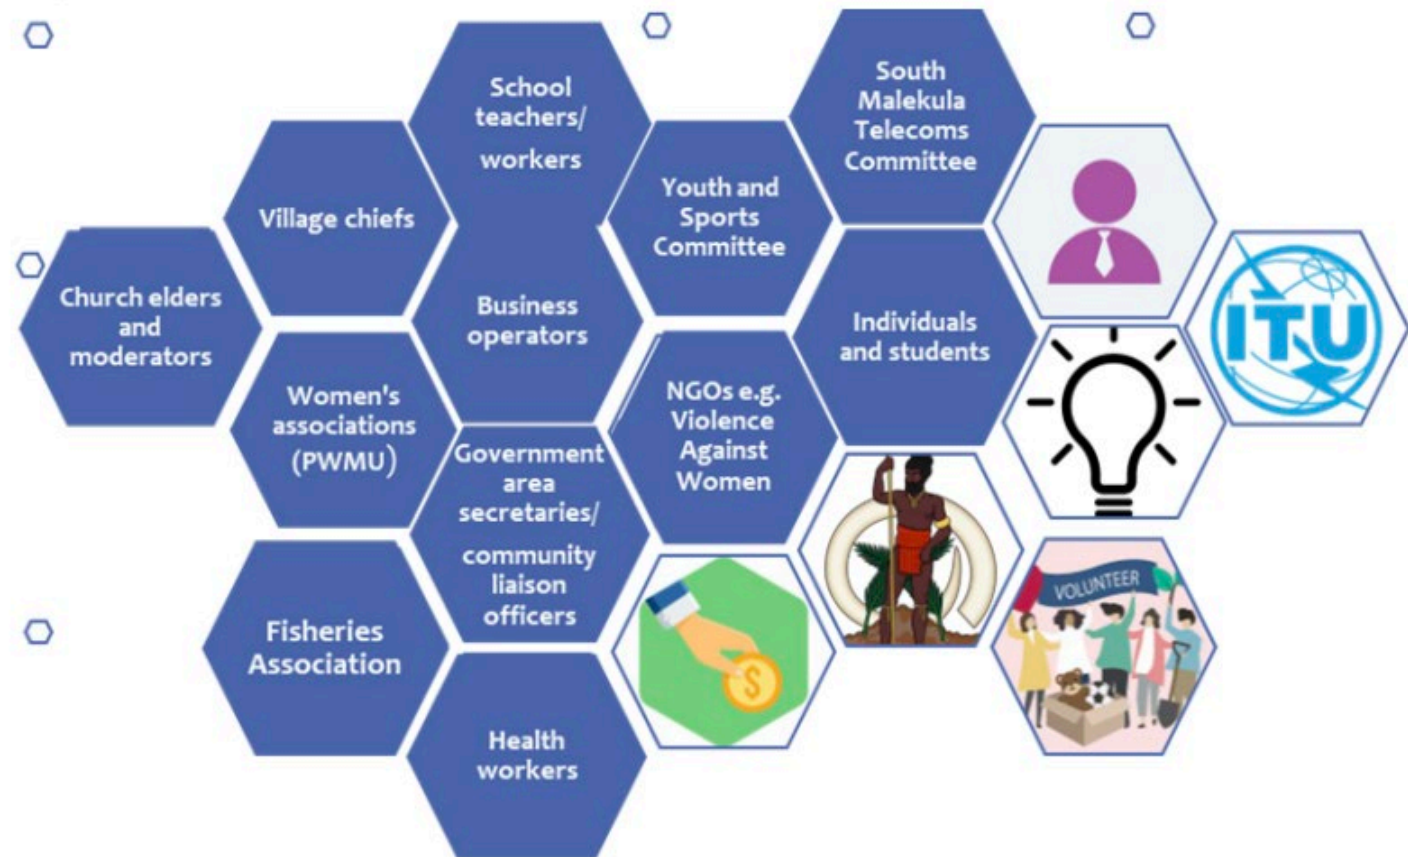 School
teachers/
workers
South
Malekula
Telecoms
Committee
Village chiefs
Youth and
Sports
Committee
Church elders
and
moderators
Business
operators
Individuals
and students
ITU
Women's
associations
(PWMU)
NGOs e.g.
Violence
Against
Women
Government
area
secretaries/
community
liaison
officers
VOLUNTEER
Fisheries
Association
$
Health
workers